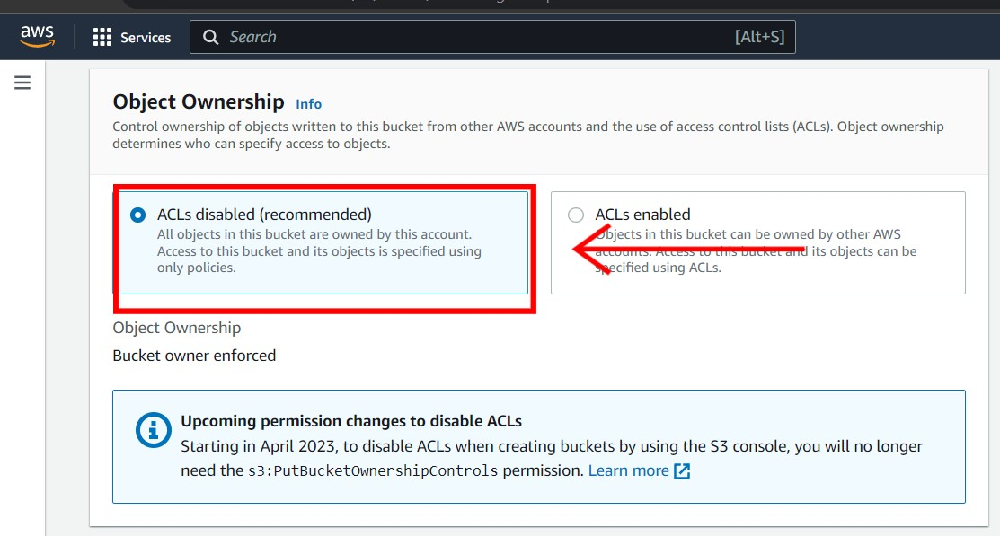 aws
Services
Search
[Alt+S]
Object Ownership Info
Control ownership of objects written to this bucket from other AWS accounts and the use of access control lists (ACLs). Object ownership
determines who can specify access to objects.
ACLs disabled (recommended)
All objects in this bucket are owned by this account.
Access to this bucket and its objects is specified using
only policies.
ACLs enabled
Objects in this bucket can be owned by other AWS
accounts. Access to this bucket and its objects can be
specified using ACLs.
Object Ownership
Bucket owner enforced
Upcoming permission changes to disable ACLs
Starting in April 2023, to disable ACLs when creating buckets by using the S3 console, you will no longer
need the s3:PutBucketOwnershipControls permission. Learn more